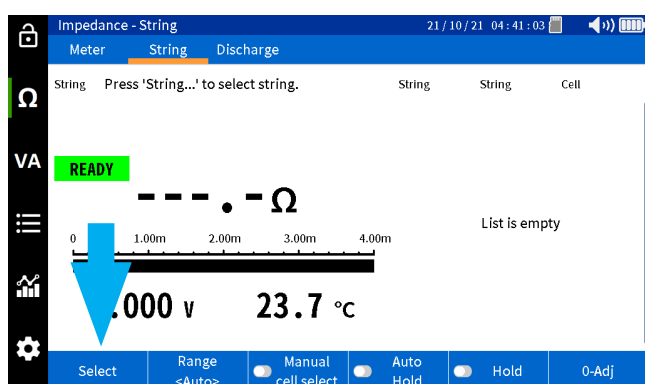 Impedance - String 21/10/21 04:41:03
Meter String Discharge
String Press 'String...' to select string. String String Cell
Ω
VA
READY
---.-Ω
List is empty
0 1.00m 2.00m 3.00m 4.00m
.000 V 23.7 °C
Select Range <Auto> Manual cell select Auto Hold Hold 0-Adj